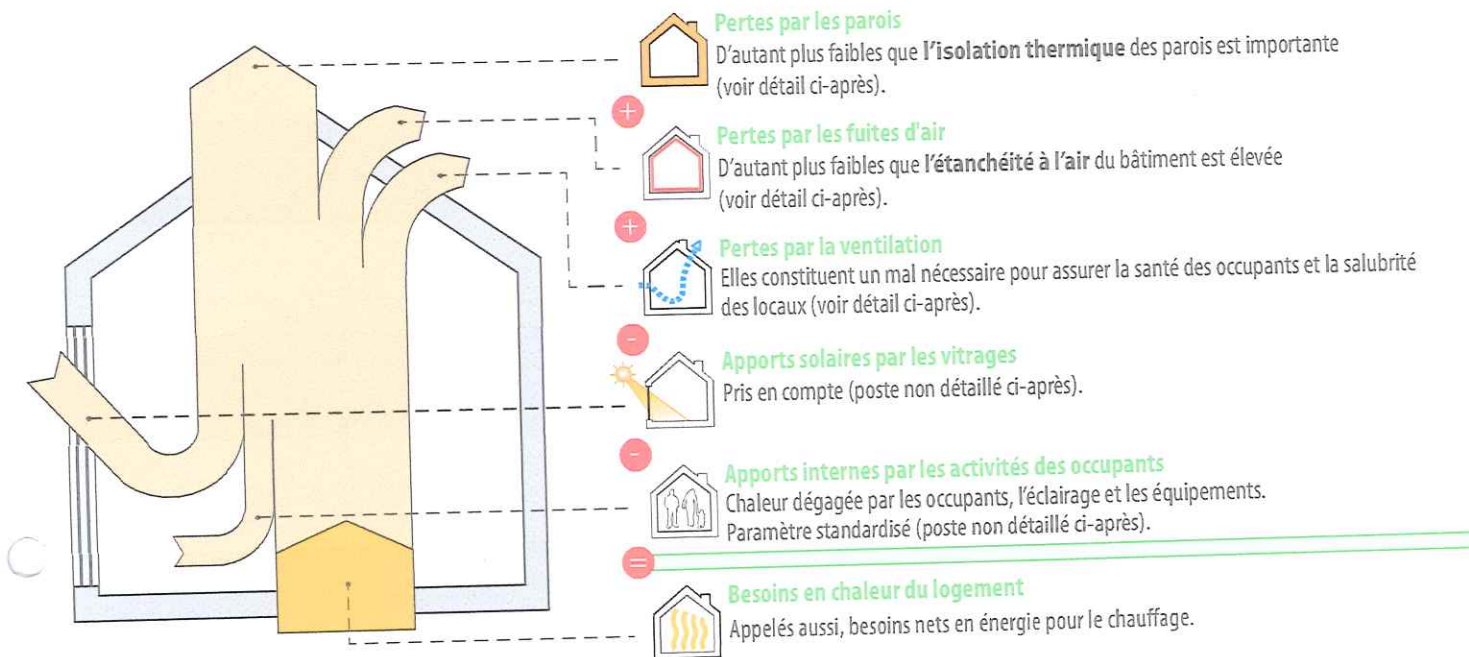 Pertes par les parois
D'autant plus faibles que l'isolation thermique des parois est importante
(voir détail ci-après).
+
Pertes par les fuites d'air
D'autant plus faibles que l'étanchéité à l'air du bâtiment est élevée
(voir détail ci-après).
+
Pertes par la ventilation
Elles constituent un mal nécessaire pour assurer la santé des occupants et la salubrité
des locaux (voir détail ci-après).
-
Apports solaires par les vitrages
Pris en compte (poste non détaillé ci-après).
-
Apports internes par les activités des occupants
Chaleur dégagée par les occupants, l'éclairage et les équipements.
Paramètre standardisé (poste non détaillé ci-après).
=
Besoins en chaleur du logement
Appelés aussi, besoins nets en énergie pour le chauffage.